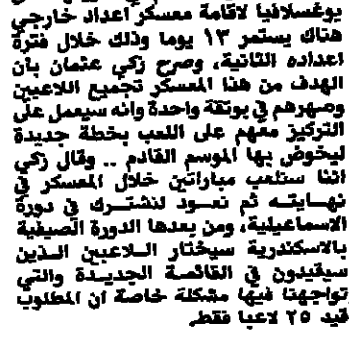 يوغسلافيا لاقامة معسكر اعداد خارجي
هناك يستمر ١٣ يوما وذلك خلال فترة
اعداده الثانية، وصرح زكي عثمان بأن
الهدف من هذا المعسكر تجميع اللاعبين
وصهرهم في بوتقة واحدة وانه سيعمل على
التركيز معهم على اللعب بخطة جديدة
ليخوض بها الموسم القادم .. وقال زكي
اننا سنلعب مباراتين خلال المعسكر في
نهايته ثم نعود لنشترك في دورة
الاسماعيلية، ومن بعدها الدورة الصيفية
بالاسكندرية سيختار اللاعبين الذين
سيقيدون في القائمة الجديدة والتي
تواجهنا فيها مشكلة خاصة ان المطلوب
قيد ٢٥ لاعبا فقط.